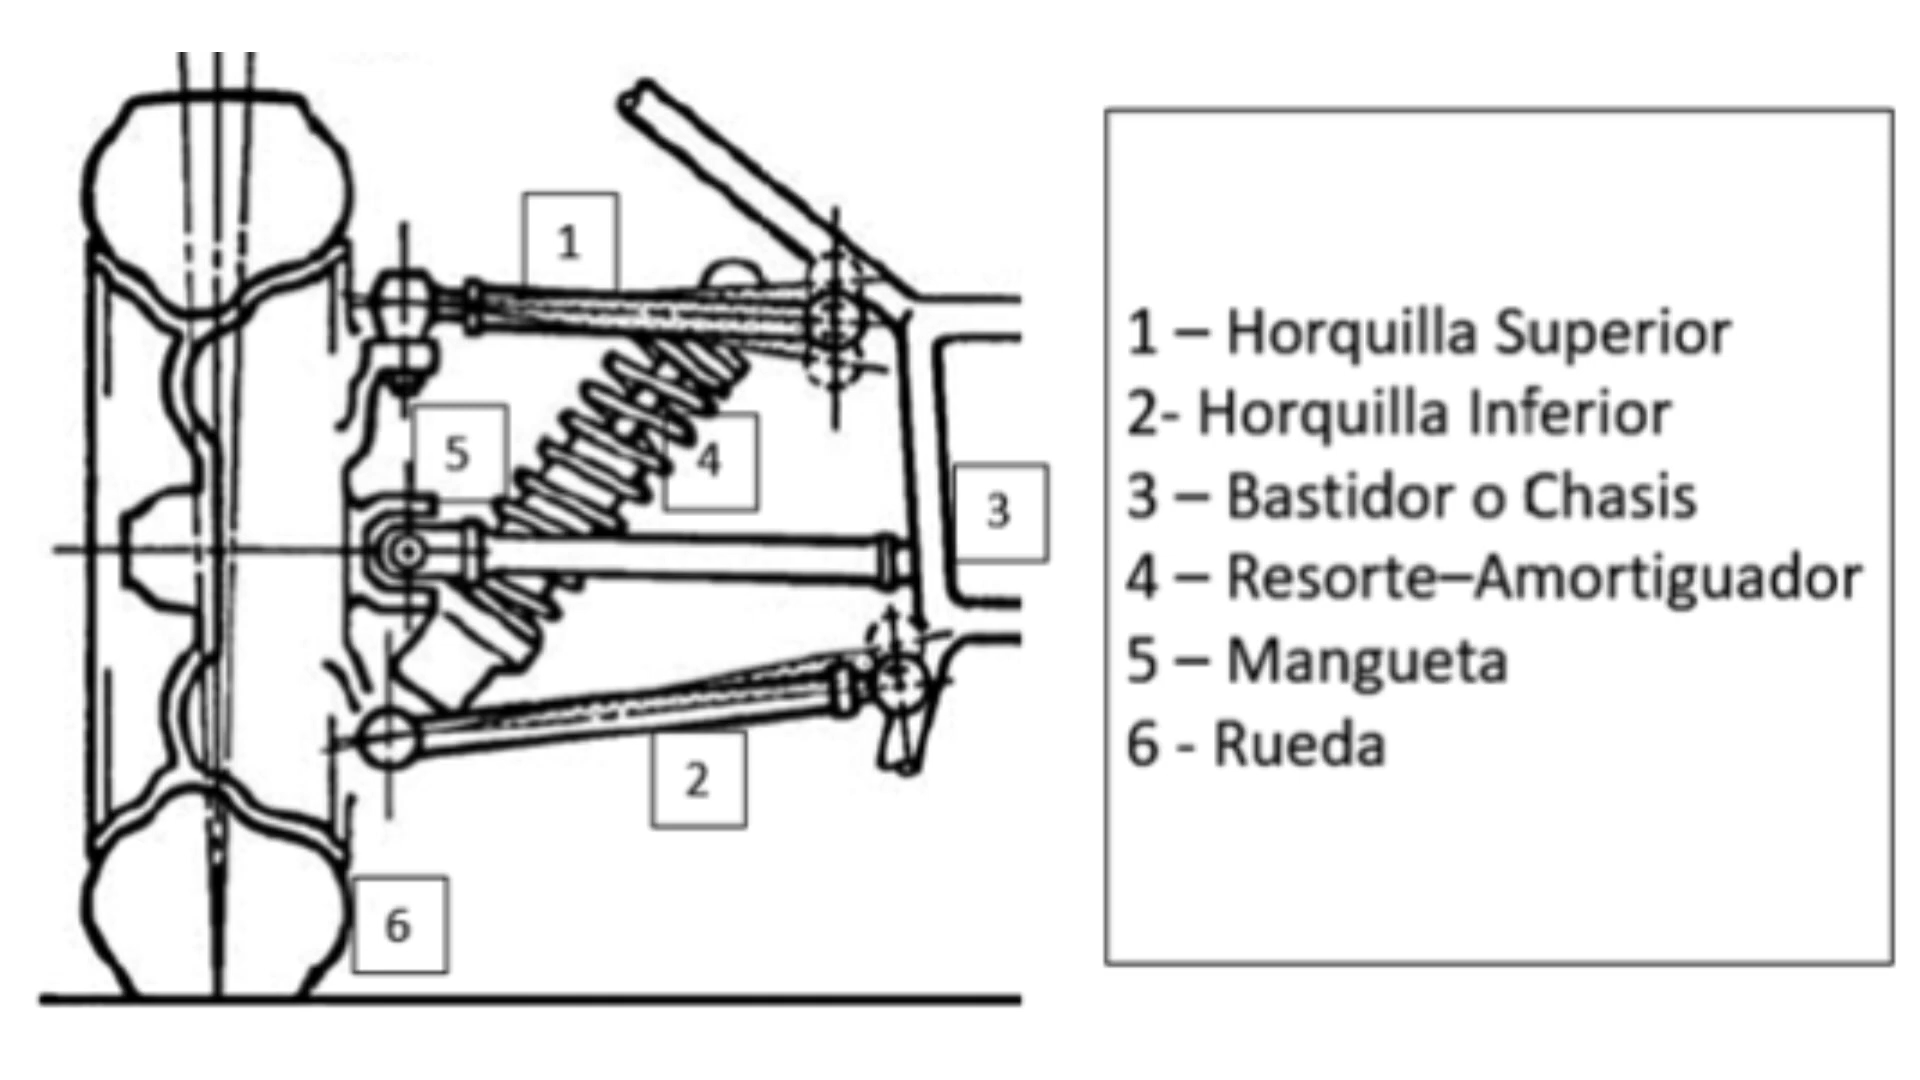 1
5
4
3
2
6
1 – Horquilla Superior
2- Horquilla Inferior
3 – Bastidor o Chasis
4 – Resorte–Amortiguador
5 – Mangueta
6 - Rueda